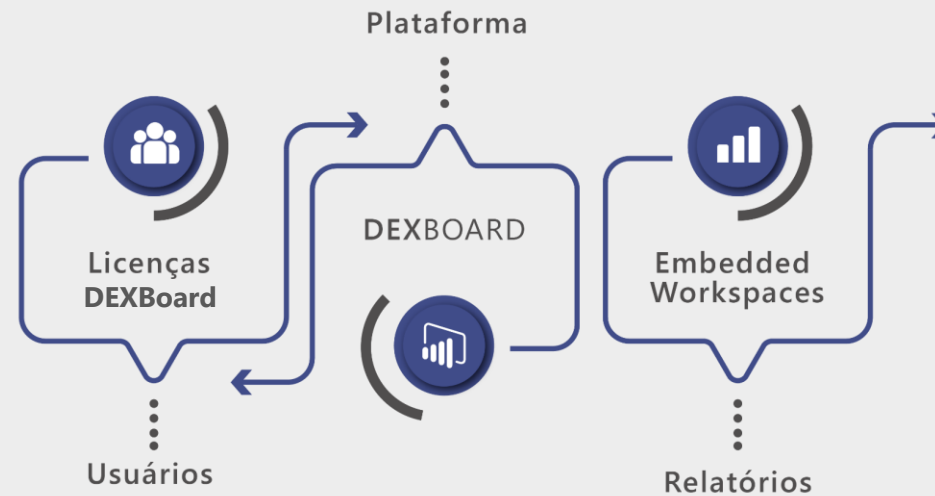 Plataforma
Licenças
DEXBoard
Usuários
DEXBOARD
Embedded
Workspaces
Relatórios